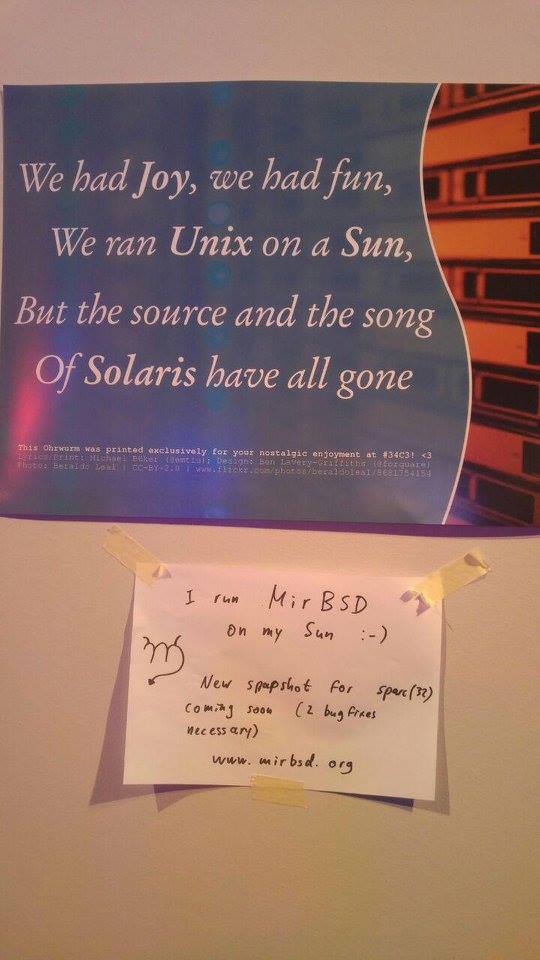 We had Joy, we had fun,
We ran Unix on a Sun,
But the source and the song
Of Solaris have all gone
This Ohrwurm was printed exclusively for your nostalgic enjoyment at #34C3! <3
Lyrics/Print: Michael Büker (@emtiu); Design: Ben Lavery-Griffiths (@forquare)
Photo: Beraldo Leal | CC-BY-2.0 | www.flickr.com/photos/beraldoleal/8681754154
I run MirBSD
on my Sun :-)
New spapshot for sparc(32)
coming soon (2 bugfixes
necessary)
www.mirbsd.org